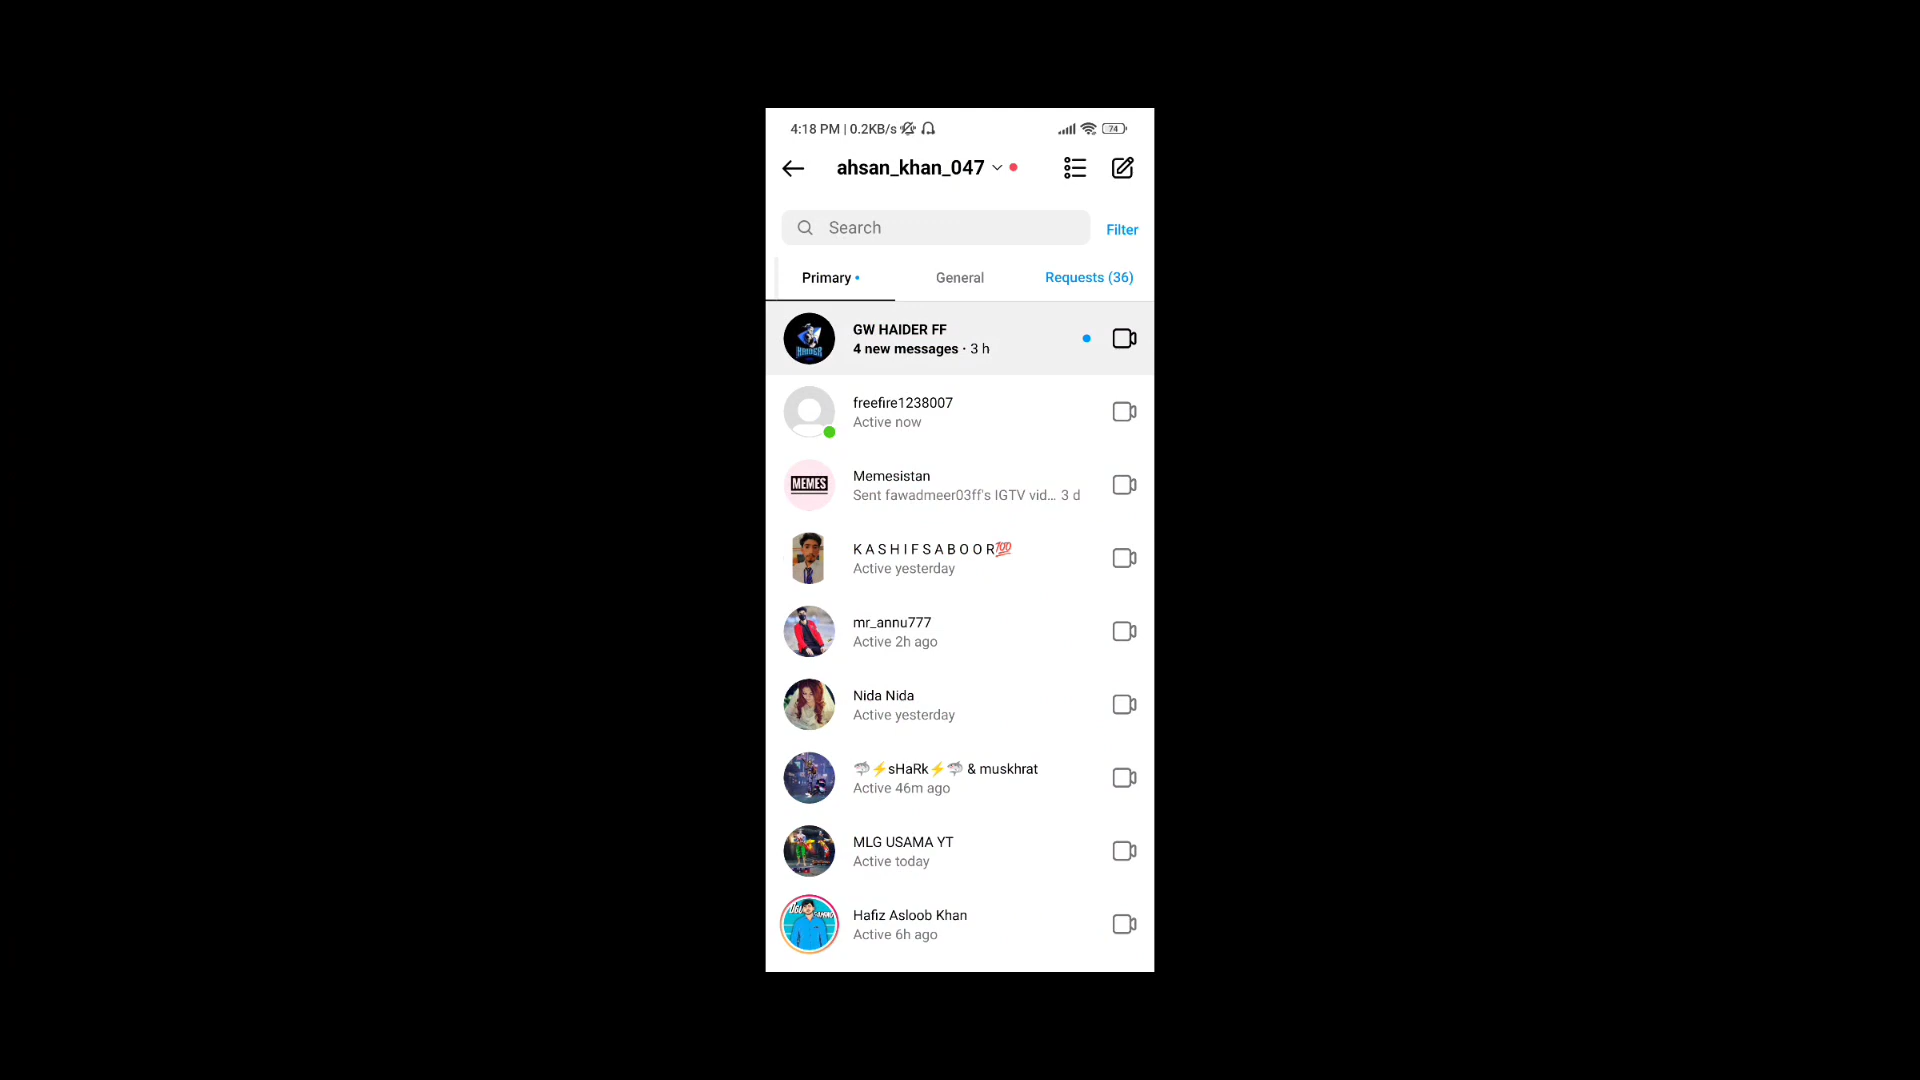 4:18 PM | 0.2KB/s 74
ahsan_khan_047
Search
Filter
Primary • General Requests (36)
GW HAIDER FF
4 new messages · 3 h
HAIDER
freefire1238007
Active now
Memesistan
Sent fawadmeer03ff's IGTV vid... 3 d
MEMES
K A S H I F S A B O O R💯
Active yesterday
mr_annu777
Active 2h ago
Nida Nida
Active yesterday
🦈⚡sHaRk⚡🦈 & muskhrat
Active 46m ago
MLG USAMA YT
Active today
Hafiz Asloob Khan
Active 6h ago